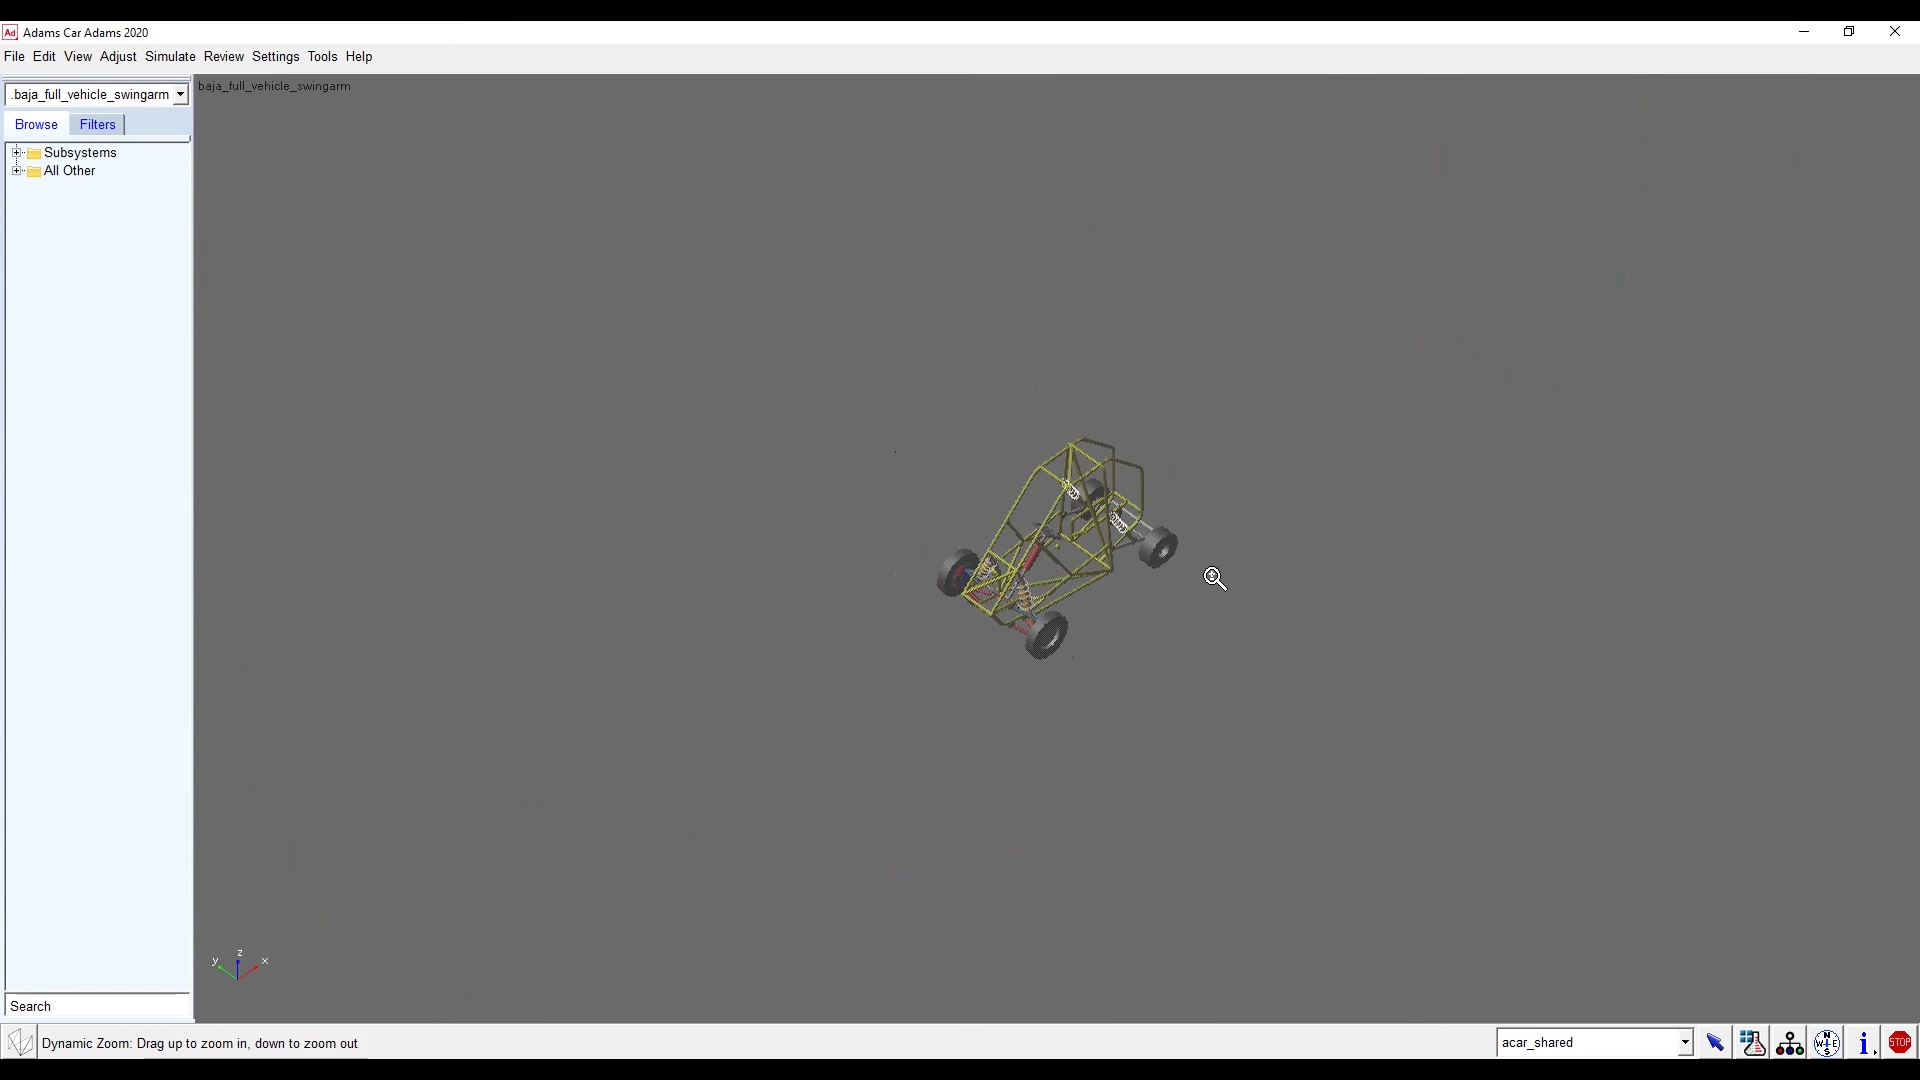 Ad Adams Car Adams 2020
File Edit View Adjust Simulate Review Settings Tools Help
.baja_full_vehicle_swingarm
baja_full_vehicle_swingarm
Browse Filters
Subsystems
All Other
z
y x
Search
Dynamic Zoom: Drag up to zoom in, down to zoom out
acar_shared
N
W E
S
i
STOP